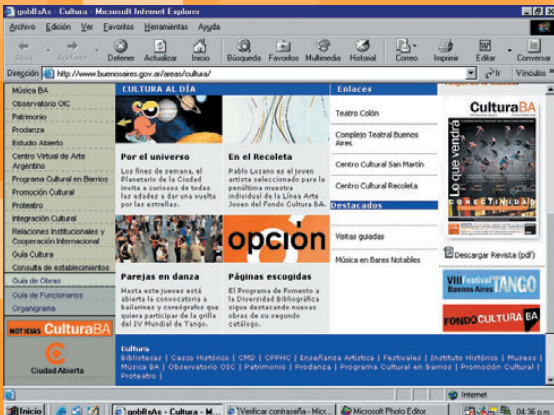 gobBsAs - Cultura - Microsoft Internet Explorer
Archivo Edición Ver Favoritos Herramientas Ayuda
Atrás Adelante Detener Actualizar Inicio Búsqueda Favoritos Multimedia Historial Correo Imprimir Editar Conversar
Dirección http://www.buenosaires.gov.ar/areas/cultura/ Ir Vínculos
Música BA
Observatorio OIC
Patrimonio
Prodanza
Estudio Abierto
Centro Virtual de Arte
Argentino
Programa Cultural en Barrios
Promoción Cultural
Proteatro
Integración Cultural
Relaciones Institucionales y
Cooperación Internacional
Guía Cultura
Consulta de establecimientos
Guía de Obras
Guía de Funcionarios
Organigrama
NOTICIAS CulturaBA
Ciudad Abierta
CULTURA AL DÍA
Por el universo
Los fines de semana, el
Planetario de la Ciudad
invita a curiosos de todas
las edades a dar una vuelta
por las estrellas.
En el Recoleta
Pablo Lozano es el joven
artista seleccionado para la
penúltima muestra
individual de la Línea Arte
Joven del Fondo Cultura BA.
opción
Parejas en danza
Hasta este jueves está
abierta la convocatoria a
bailarines y coreógrafos que
quiera participar de la grilla
del IV Mundial de Tango.
Páginas escogidas
El Programa de Fomento a
la Diversidad Bibliográfica
sigue destacando nuevas
obras de su segundo
catálogo.
Enlaces
Teatro Colón
Complejo Teatral Buenos
Aires
Centro Cultural San Martín
Centro Cultural Recoleta
Destacados
Visitas guiadas
Música en Bares Notables
CulturaBA
Lo que vendrá
CONECTIVIDAD
Descargar Revista (pdf)
VIII Festival Buenos Aires TANGO
FONDO CULTURA BA
Cultura
Bibliotecas | Casco Histórico | CMD | CPPHC | Enseñanza Artística | Festivales | Instituto Histórico | Museos |
Música BA | Observatorio OIC | Patrimonio | Prodanza | Programa Cultural en Barrios | Promoción Cultural |
Proteatro |
Internet
Inicio gobBsAs - Cultura - M... Verificar contraseña - Micr... Microsoft Photo Editor 04:36 p.m.